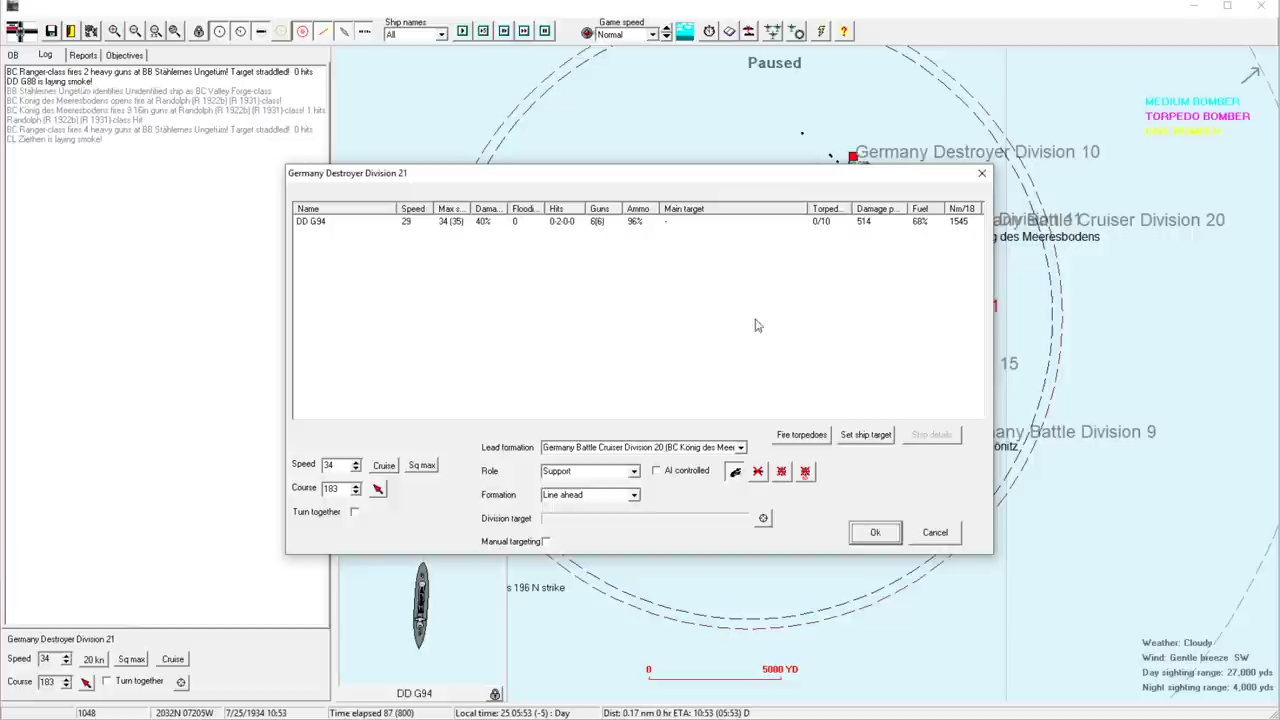 Ship names
All
Game speed
Normal
OB Log Reports Objectives
BC Ranger-class fires 2 heavy guns at BB Stählernes Ungetüm! Target straddled! 0 hits
DD G88 is laying smoke!
BB Stählernes Ungetüm identifies Unidentified ship as BC Valley Forge-class
BC König des Meeresbodens opens fire at Randolph (R 1922b) (R 1931)-class!
BC König des Meeresbodens fires 9 16in guns at Randolph (R 1922b) (R 1931)-class! 1 hits
Randolph (R 1922b) (R 1931)-class Hit
BC Ranger-class fires 4 heavy guns at BB Stählernes Ungetüm! Target straddled! 0 hits
CL Ziethen is laying smoke!
Paused
MEDIUM BOMBER
TORPEDO BOMBER
DIVE BOMBER
Germany Destroyer Division 10
Battle Cruiser Division 20
g des Meeresbodens
1
15
any Battle Division 9
önitz
Germany Destroyer Division 21
Name Speed Max s... Dama... Floodi... Hits Guns Ammo Main target Torped... Damage p... Fuel Nm/18
DD G94 29 34 (35) 40% 0 0-2-0-0 6(6) 96% - 0/10 514 68% 1545
Fire torpedoes Set ship target Ship details
Lead formation Germany Battle Cruiser Division 20 (BC König des Meer
Speed 34 Cruise Sq max
Role Support AI controlled
Course 183
Formation Line ahead
Turn together
Division target
Manual targeting
Ok Cancel
s 196 N strike
DD G94
0 5000 YD
Germany Destroyer Division 21
Speed 34 20 kn Sq max Cruise
Course 183 Turn together
Weather: Cloudy
Wind: Gentle breeze SW
Day sighting range: 27,000 yds
Night sighting range: 4,000 yds
1048 2032N 07205W 7/25/1934 10:53 Time elapsed 87 (800) Local time: 25 05:53 (-5) : Day Dist: 0.17 nm 0 hr ETA: 10:53 (05:53) D